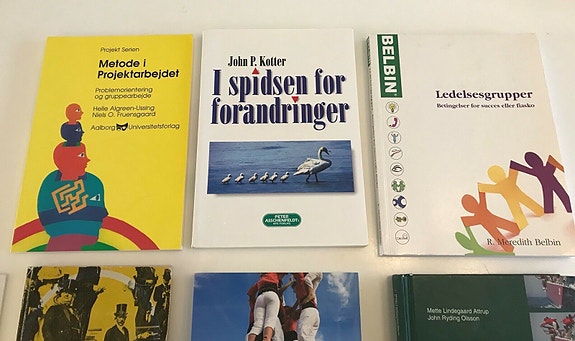 Projekt Serien
Metode i
Projektarbejdet
Problemorientering
og gruppearbejde
Helle Algreen-Ussing
Niels O. Fruensgaard
Aalborg Universitetsforlag
John P. Kotter
I spidsen for
forandringer
PETER
ASSCHENFELDT
BELBIN
Ledelsesgrupper
Betingelser for succes eller fiasko
R. Meredith Belbin
Mette Lindegaard Attrup
John Ryding Olsson